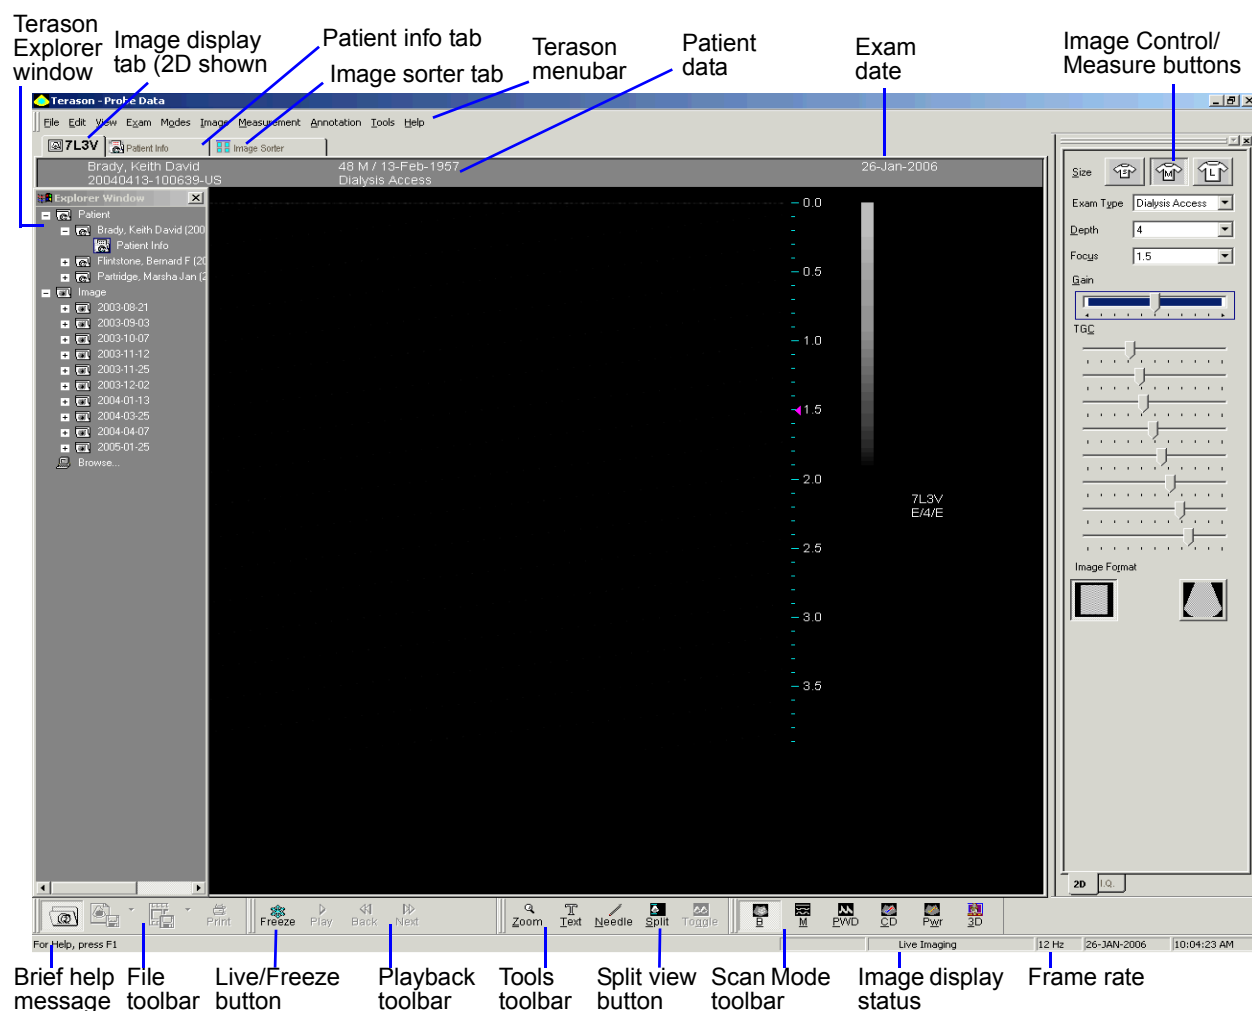 Terason
Explorer
window
Image display
tab (2D shown
Patient info tab
Image sorter tab
Terason
menubar
Patient
data
Exam
date
Image Control/
Measure buttons
Terason - Probe Data
File Edit View Exam Modes Image Measurement Annotation Tools Help
7L3V Patient Info Image Sorter
Brady, Keith David 48 M / 13-Feb-1957 26-Jan-2006
20040413-100639-US Dialysis Access
Explorer Window
Patient
Brady, Keith David (200
Patient Info
Flintstone, Bernard F (20
Partridge, Marsha Jan (2
Image
2003-08-21
2003-09-03
2003-10-07
2003-11-12
2003-11-25
2003-12-02
2004-01-13
2004-03-25
2004-04-07
2005-01-25
Browse...
0.0
0.5
1.0
1.5
2.0
2.5
3.0
3.5
7L3V
E/4/E
Size S M L
Exam Type Dialysis Access
Depth 4
Focus 1.5
Gain
TGC
Image Format
2D I.Q.
Print Freeze Play Back Next Zoom Text Needle Split Toggle B M PWD CD Pwr 3D
For Help, press F1 Live Imaging 12 Hz 26-JAN-2006 10:04:23 AM
Brief help
message
File
toolbar
Live/Freeze
button
Playback
toolbar
Tools
toolbar
Split view
button
Scan Mode
toolbar
Image display
status
Frame rate